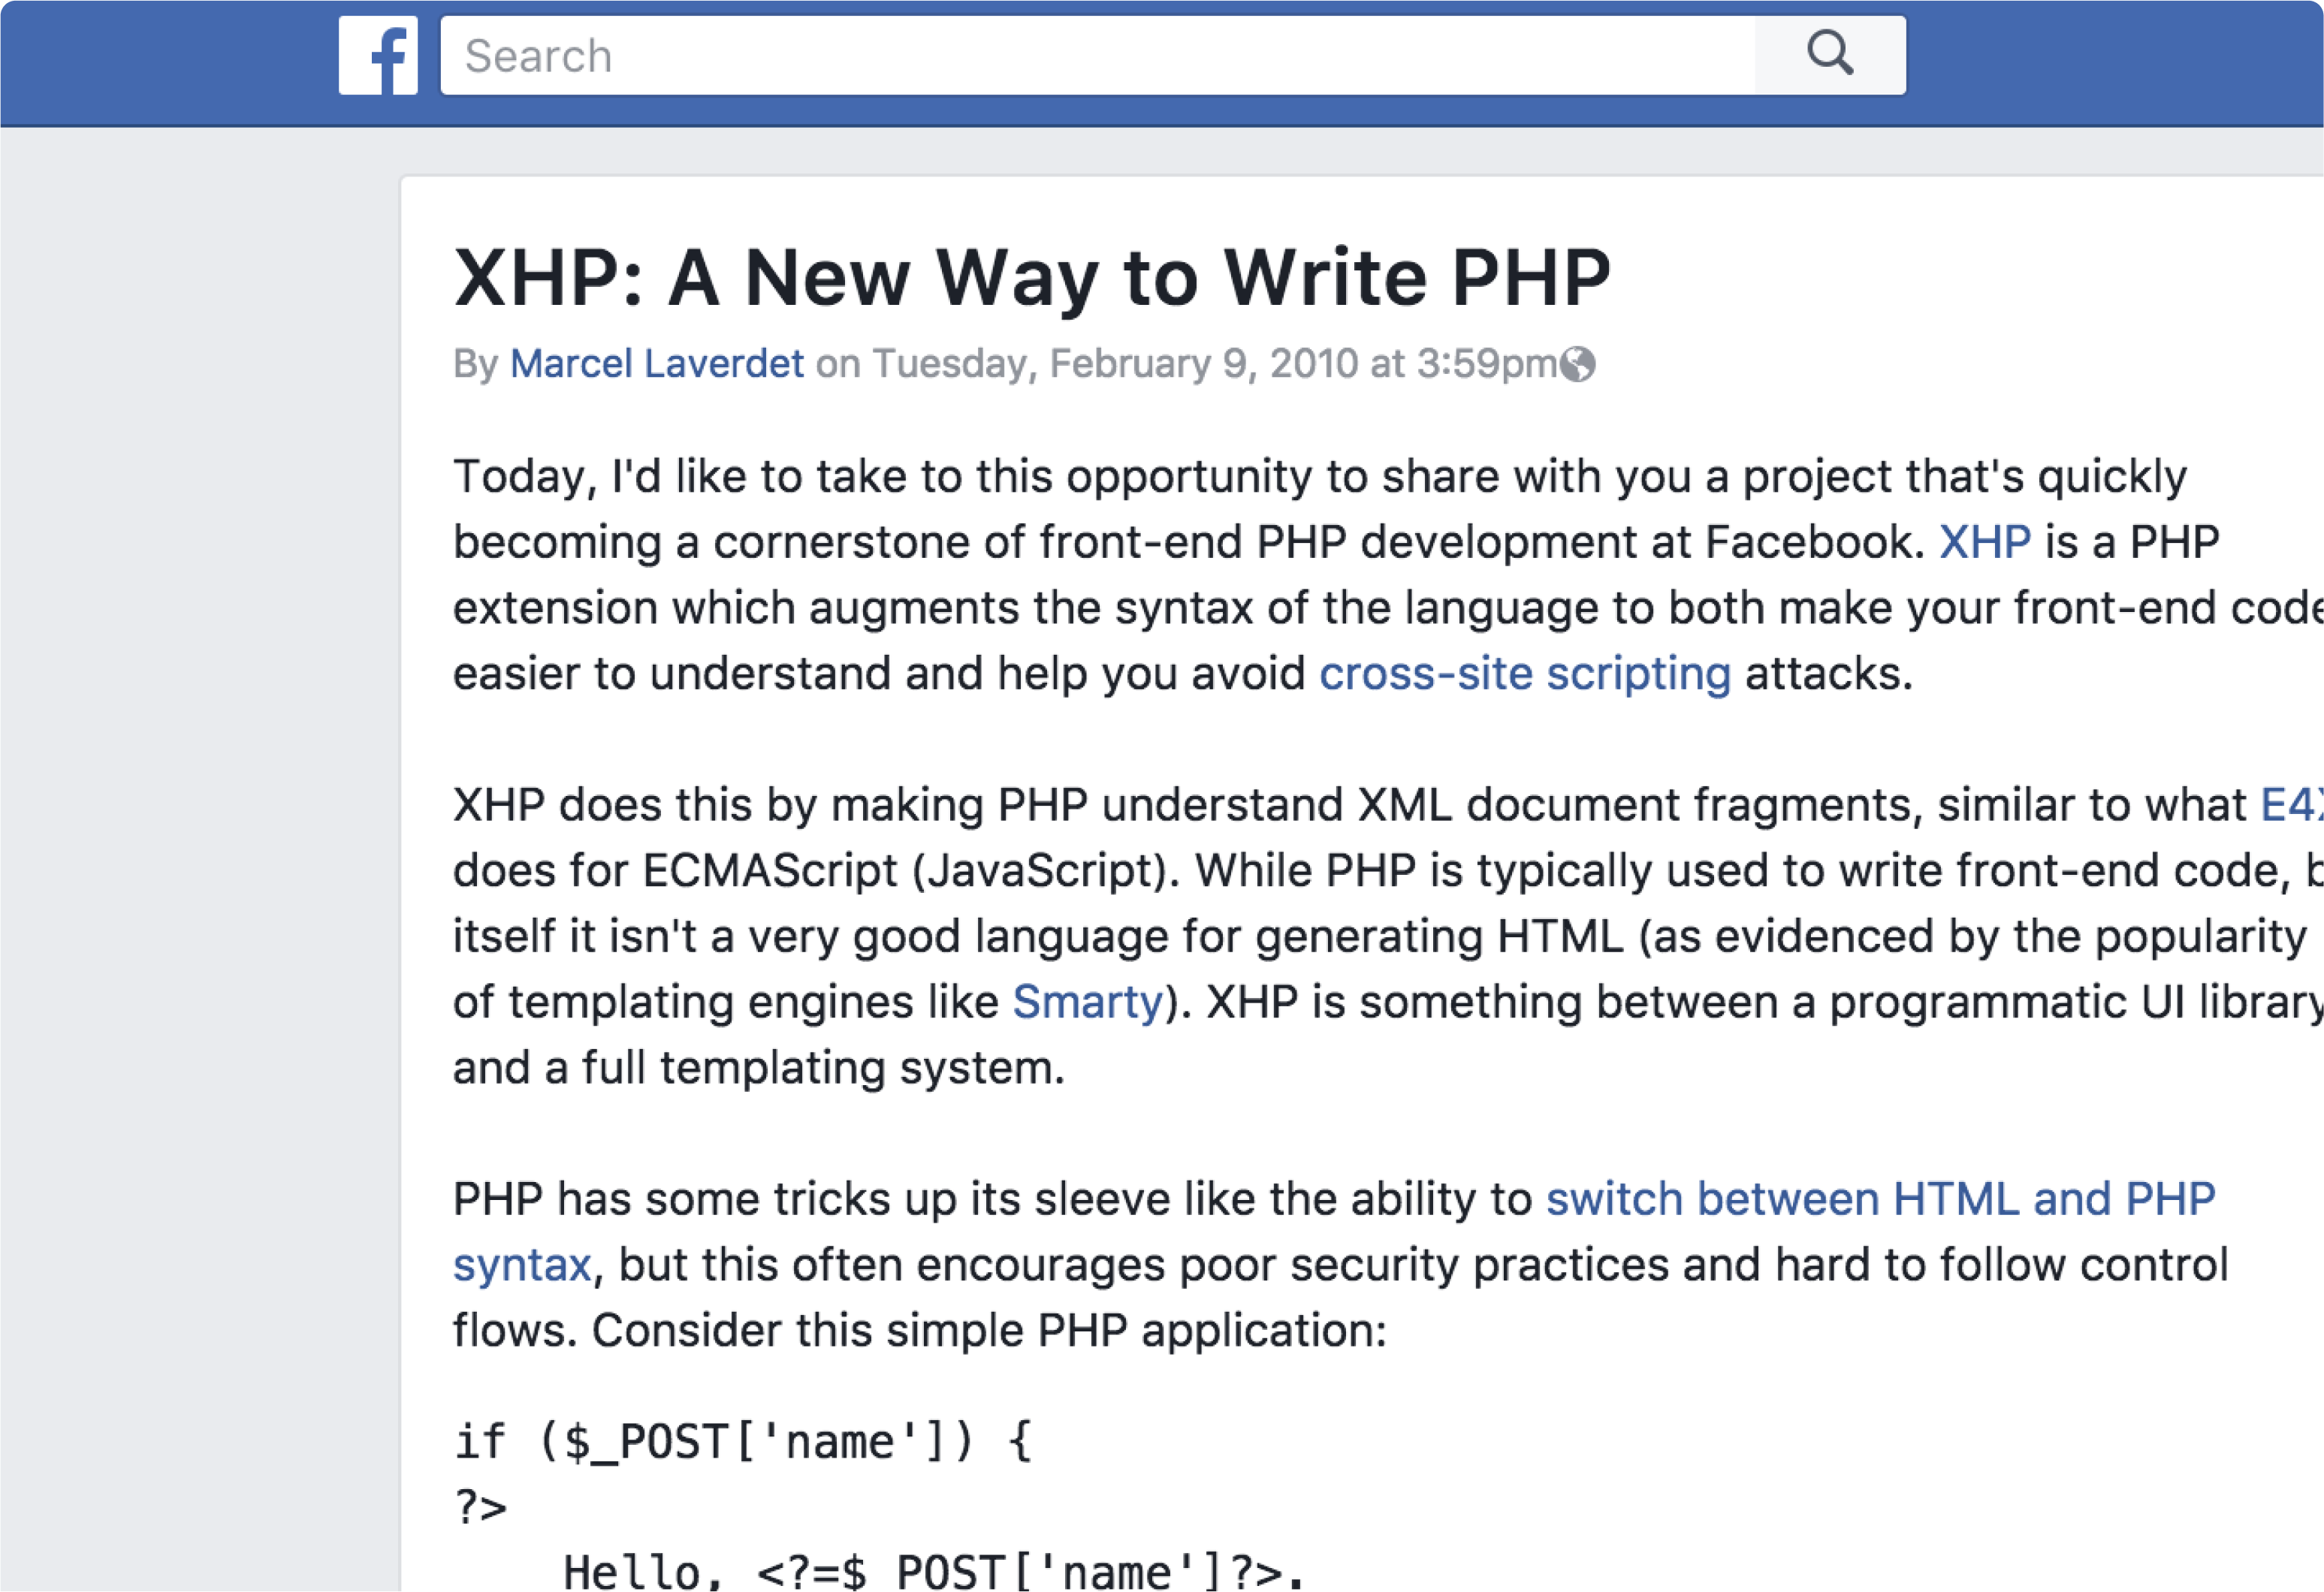 Search
XHP: A New Way to Write PHP
By Marcel Laverdet on Tuesday, February 9, 2010 at 3:59pm
Today, I'd like to take to this opportunity to share with you a project that's quickly
becoming a cornerstone of front-end PHP development at Facebook. XHP is a PHP
extension which augments the syntax of the language to both make your front-end code
easier to understand and help you avoid cross-site scripting attacks.
XHP does this by making PHP understand XML document fragments, similar to what E4X
does for ECMAScript (JavaScript). While PHP is typically used to write front-end code,
itself it isn't a very good language for generating HTML (as evidenced by the popularity
of templating engines like Smarty). XHP is something between a programmatic UI library
and a full templating system.
PHP has some tricks up its sleeve like the ability to switch between HTML and PHP
syntax, but this often encourages poor security practices and hard to follow control
flows. Consider this simple PHP application:
if ($_POST['name']) {
?>
Hello, <?=$_POST['name']?>.